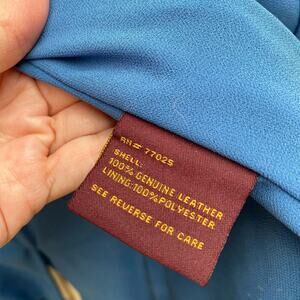 RN# 77025
SHELL:
100% GENUINE LEATHER
LINING:100%POLYESTER
SEE REVERSE FOR CARE